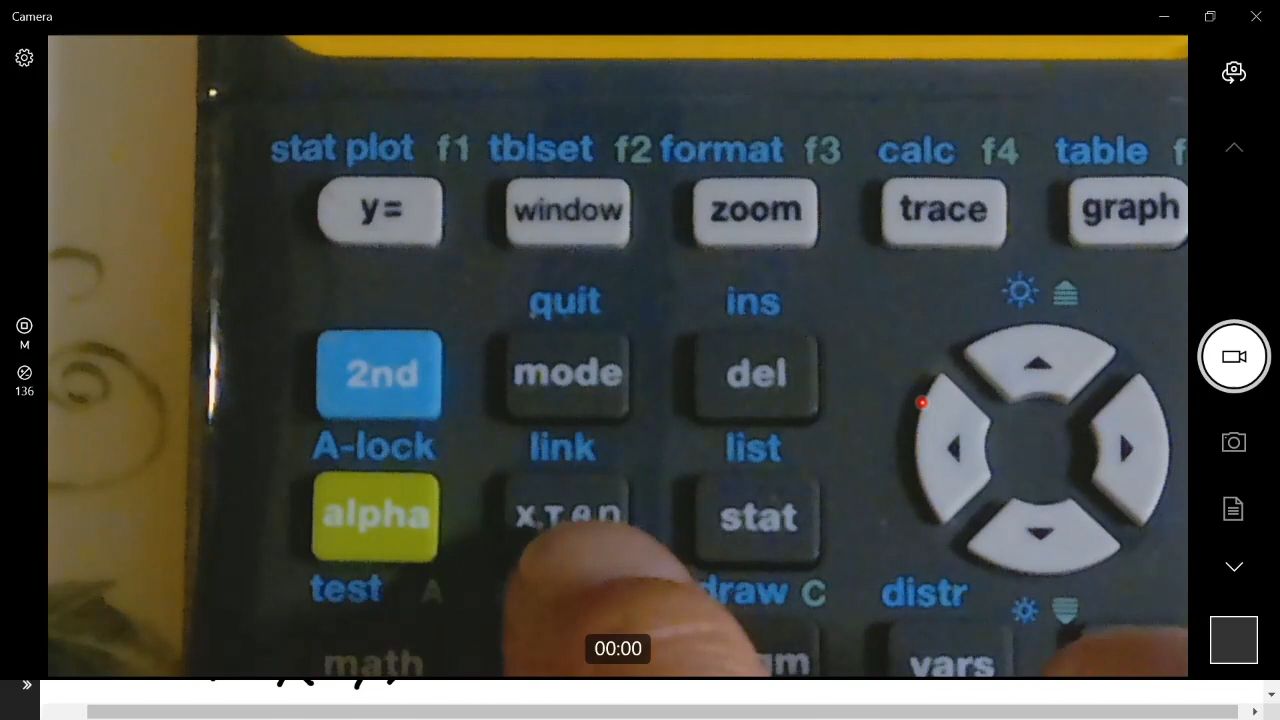 Camera
stat plot f1 tblset f2 format f3 calc f4 table f
y= window zoom trace graph
quit ins
2nd mode del
M
136
A-lock link list
alpha X,T,θ,n stat
test A draw C distr
00:00
math vars